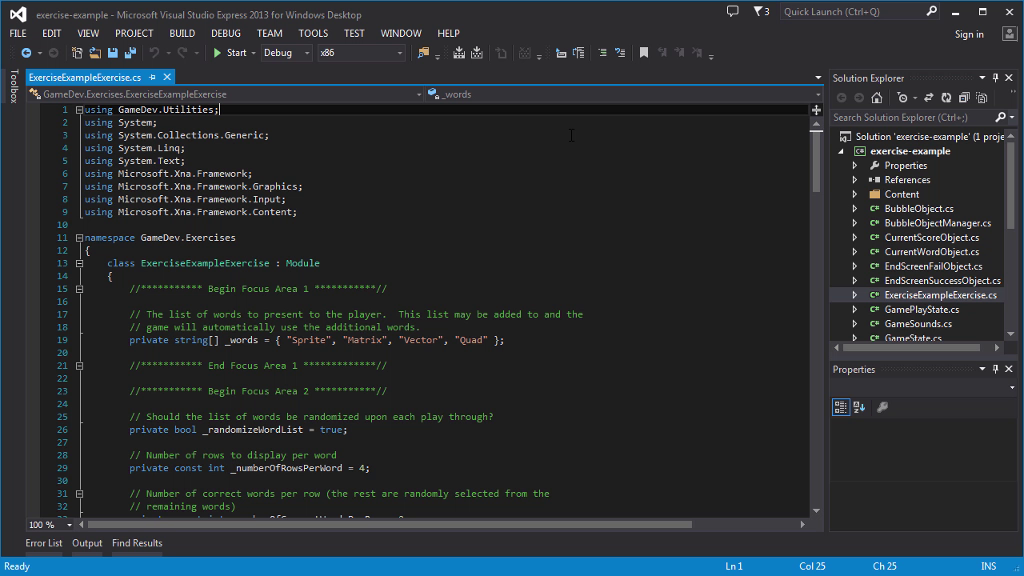 exercise-example - Microsoft Visual Studio Express 2013 for Windows Desktop
3
Quick Launch (Ctrl+Q)
FILE EDIT VIEW PROJECT BUILD DEBUG TEAM TOOLS TEST WINDOW HELP
Sign in
Start Debug x86
Toolbox
ExerciseExampleExercise.cs
GameDev.Exercises.ExerciseExampleExercise
_words
1 using GameDev.Utilities;
2 using System;
3 using System.Collections.Generic;
4 using System.Linq;
5 using System.Text;
6 using Microsoft.Xna.Framework;
7 using Microsoft.Xna.Framework.Graphics;
8 using Microsoft.Xna.Framework.Input;
9 using Microsoft.Xna.Framework.Content;
10
11 namespace GameDev.Exercises
12 {
13 class ExerciseExampleExercise : Module
14 {
15 //*********** Begin Focus Area 1 ***********//
16
17 // The list of words to present to the player.  This list may be added to and the
18 // game will automatically use the additional words.
19 private string[] _words = { "Sprite", "Matrix", "Vector", "Quad" };
20
21 //*********** End Focus Area 1 ***********//
22
23 //*********** Begin Focus Area 2 ***********//
24
25 // Should the list of words be randomized upon each play through?
26 private bool _randomizeWordList = true;
27
28 // Number of rows to display per word
29 private const int _numberOfRowsPerWord = 4;
30
31 // Number of correct words per row (the rest are randomly selected from the
32 // remaining words)
100 %
Solution Explorer
Search Solution Explorer (Ctrl+;)
Solution 'exercise-example' (1 proje
exercise-example
Properties
References
Content
BubbleObject.cs
BubbleObjectManager.cs
CurrentScoreObject.cs
CurrentWordObject.cs
EndScreenFailObject.cs
EndScreenSuccessObject.cs
ExerciseExampleExercise.cs
GamePlayState.cs
GameSounds.cs
GameState.cs
Properties
Error List Output Find Results
Ready
Ln 1 Col 25 Ch 25 INS